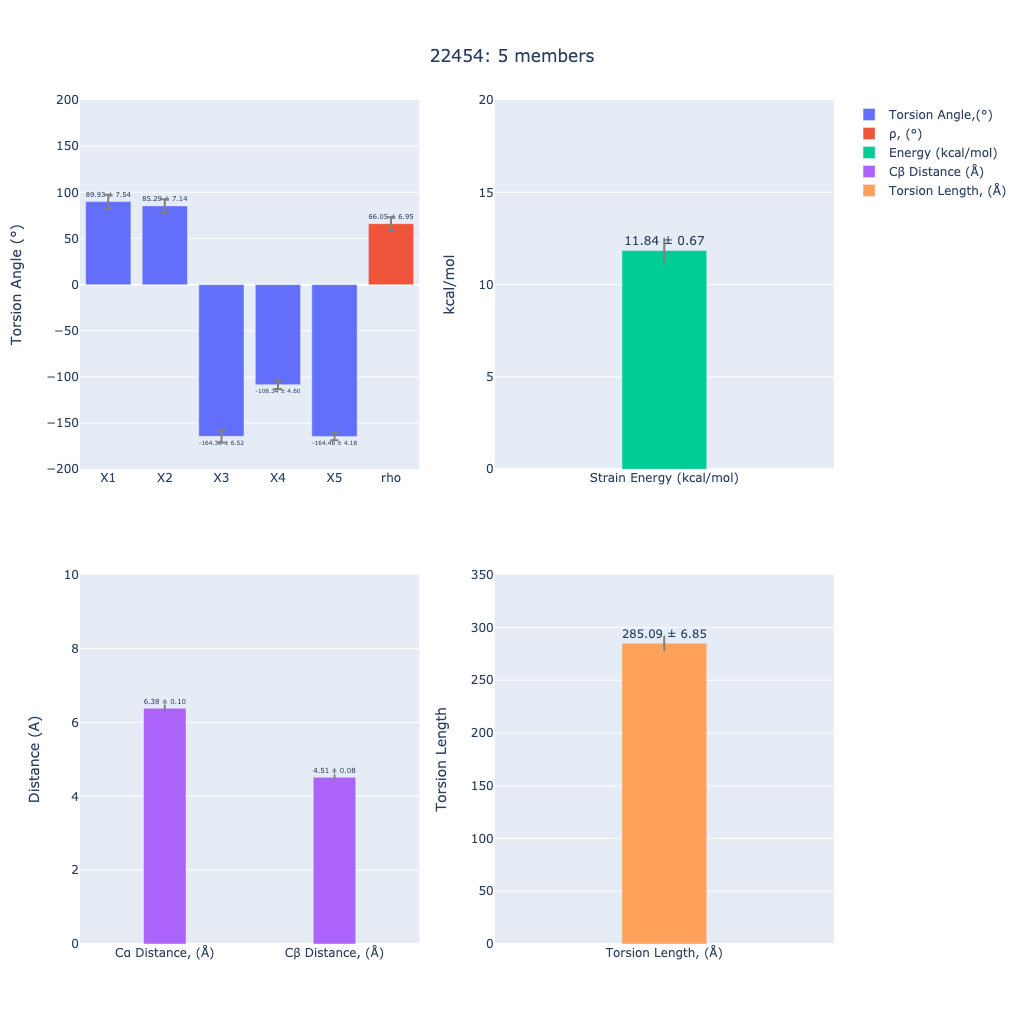 22454: 5 members
Torsion Angle (°)
200
150
100
50
0
−50
−100
−150
−200
89.93 ± 7.54
85.29 ± 7.14
-164.36 ± 6.52
-108.34 ± 4.60
-164.46 ± 4.18
66.05 ± 6.95
X1 X2 X3 X4 X5 rho
kcal/mol
20
15
10
5
0
11.84 ± 0.67
Strain Energy (kcal/mol)
Torsion Angle,(°)
ρ, (°)
Energy (kcal/mol)
Cβ Distance (Å)
Torsion Length, (Å)
Distance (A)
10
8
6
4
2
0
6.38 ± 0.10
4.51 ± 0.08
Cα Distance, (Å) Cβ Distance, (Å)
Torsion Length
350
300
250
200
150
100
50
0
285.09 ± 6.85
Torsion Length, (Å)